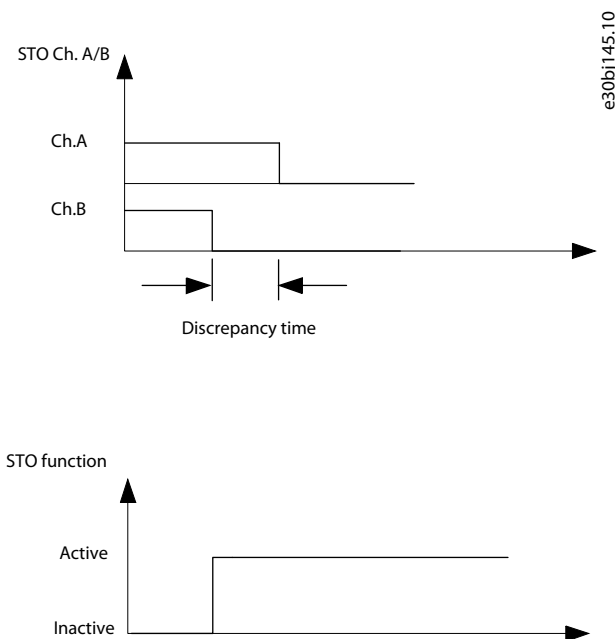 e30bi145.10
STO Ch. A/B
Ch.A
Ch.B
Discrepancy time
STO function
Active
Inactive